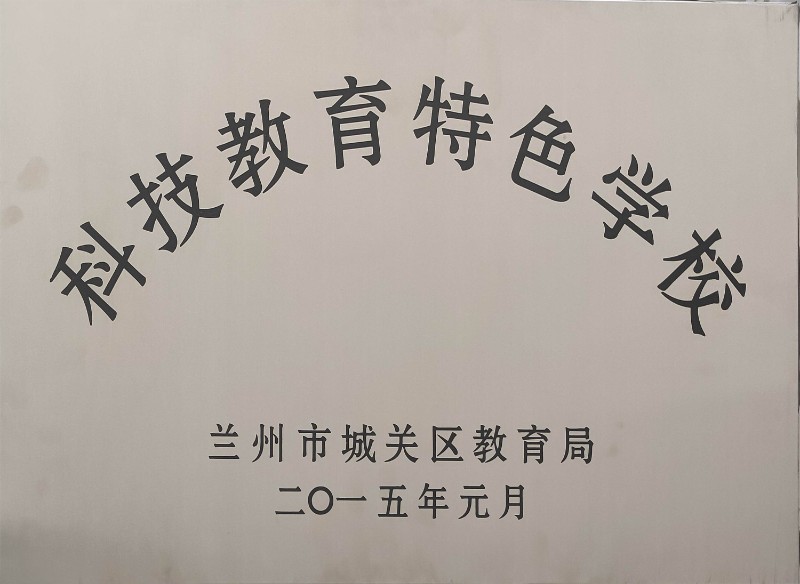 科技教育特色学校
兰州市城关区教育局
二〇一五年元月